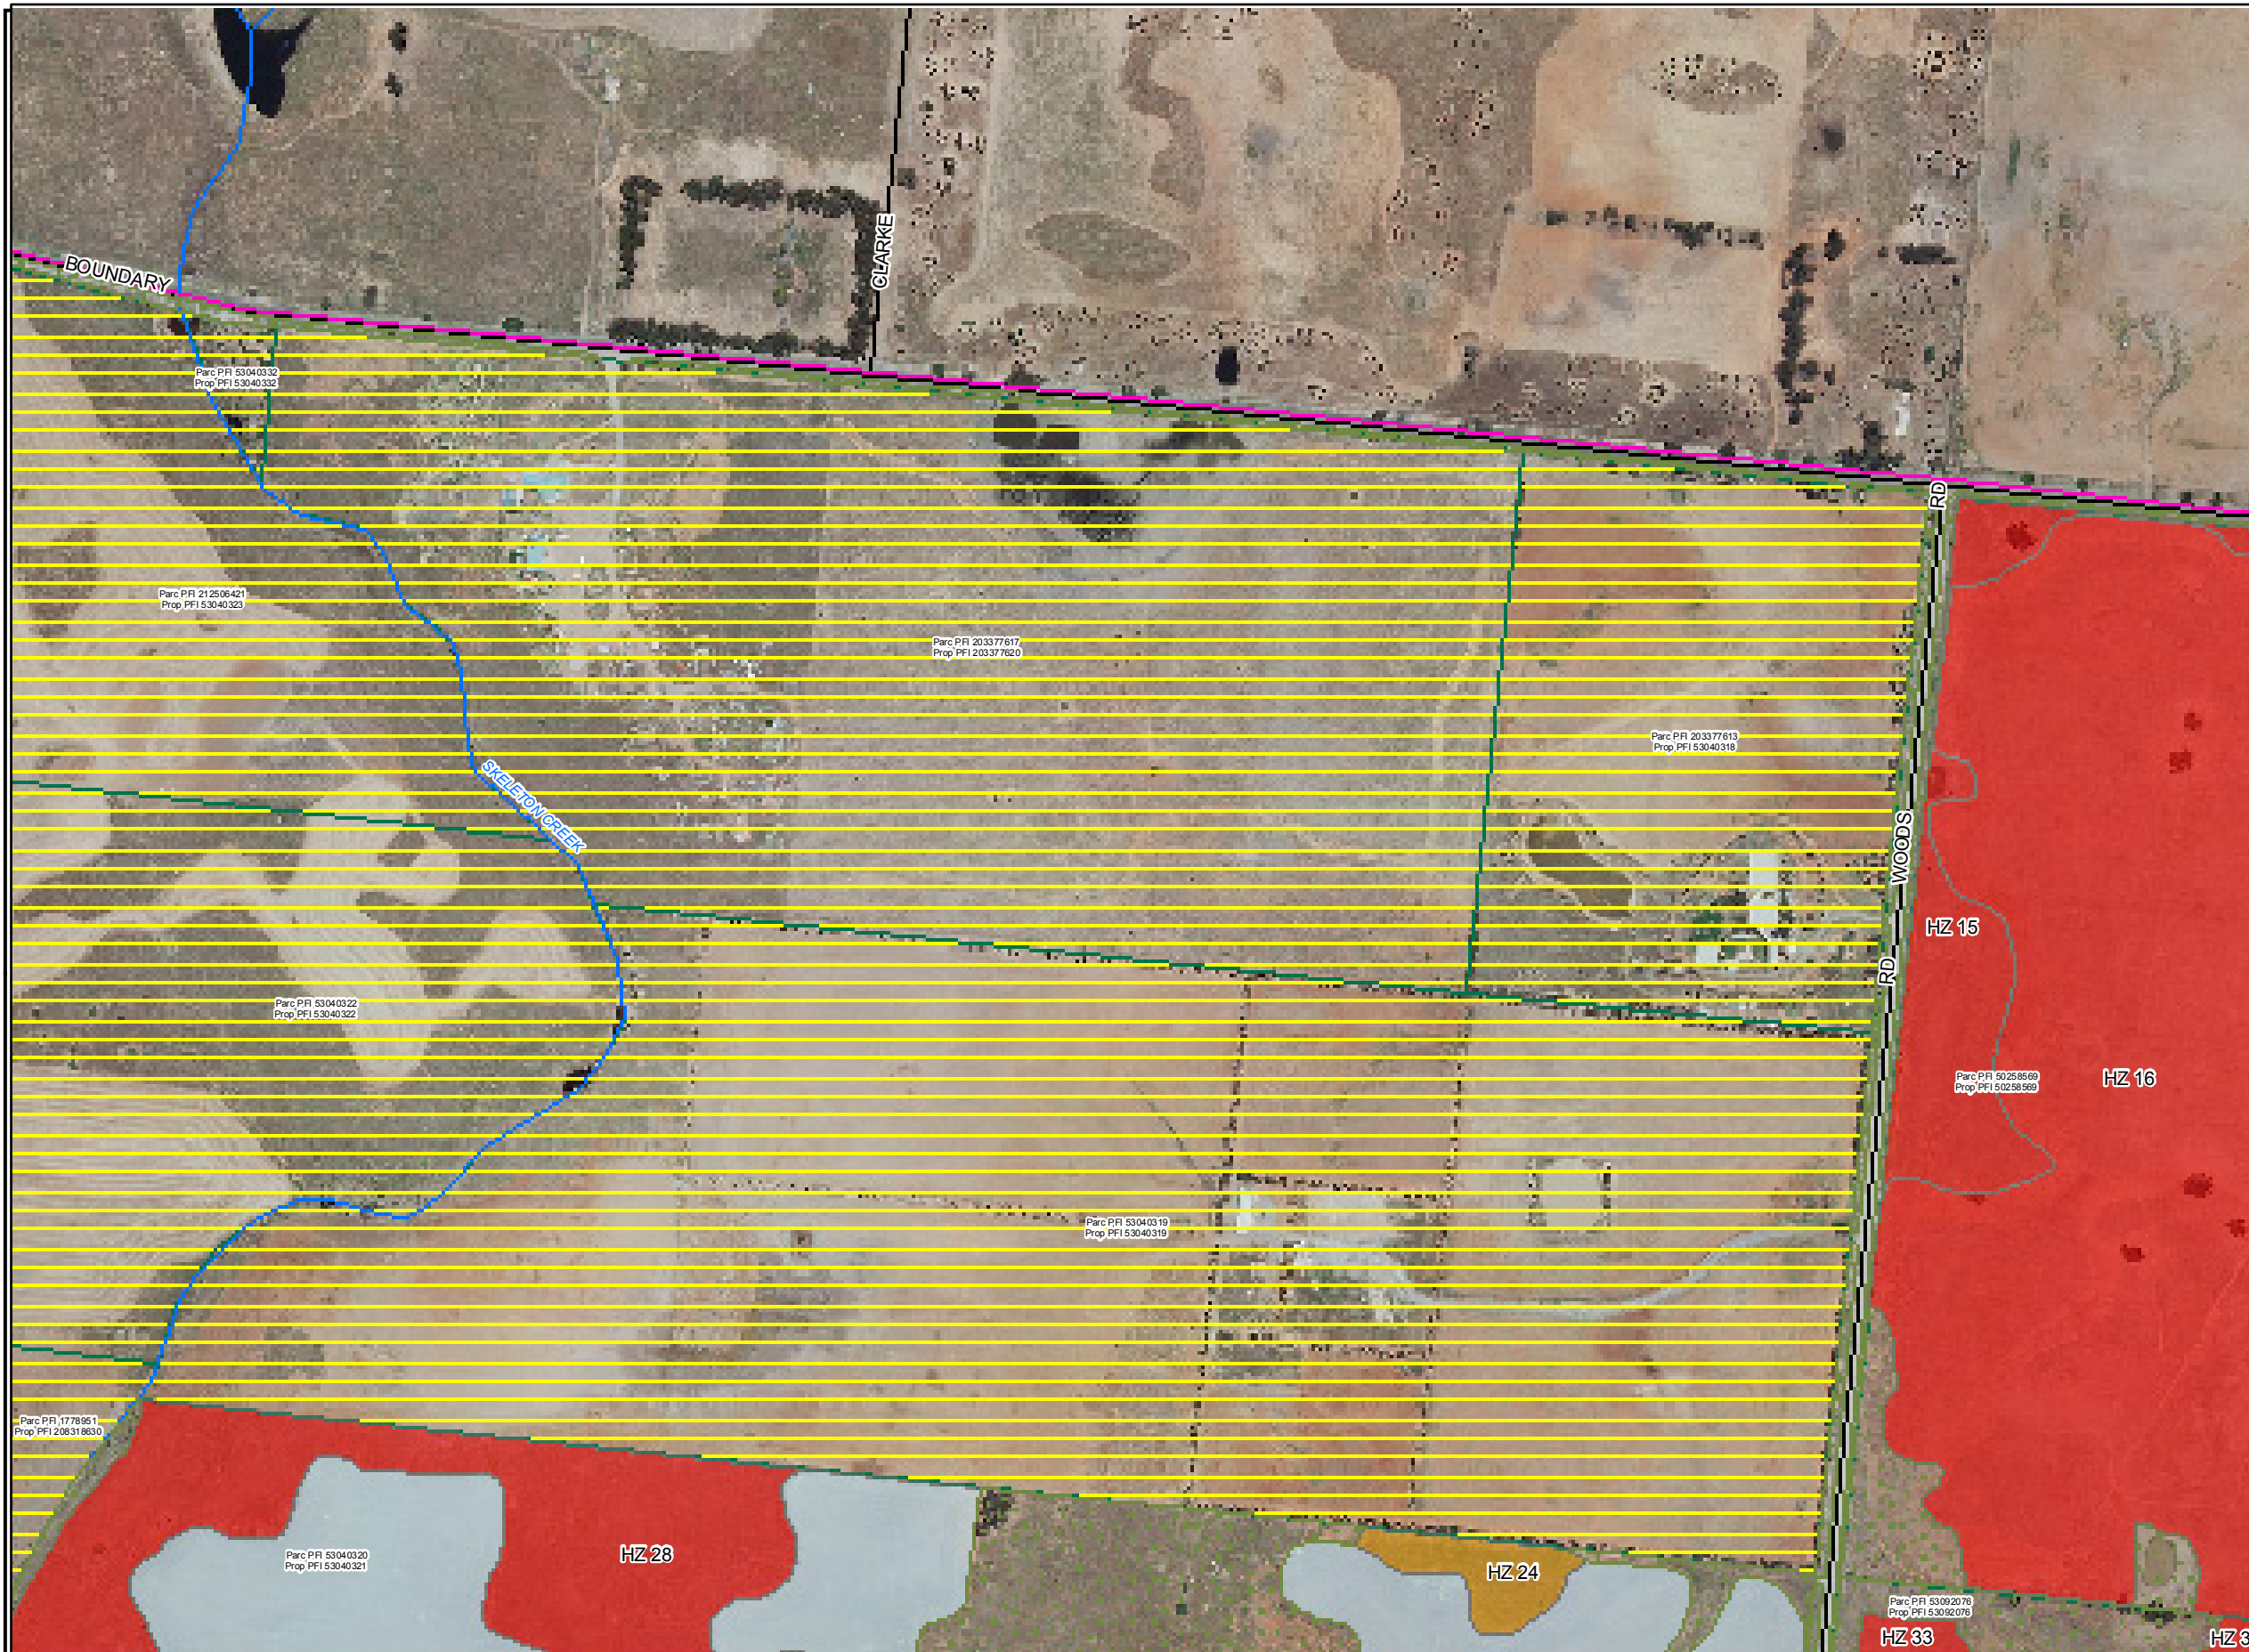 BOUNDARY
CLARKE
Parc PFI 53040332
Prop PFI 53040332
RD
Parc PFI 212506421
Prop PFI 53040323
Parc PFI 203377617
Prop PFI 203377620
Parc PFI 203377613
Prop PFI 53040318
SKELETON CREEK
WOODS
HZ 15
RD
Parc PFI 53040322
Prop PFI 53040322
Parc PFI 50258569
Prop PFI 50258569
HZ 16
Parc PFI 53040319
Prop PFI 53040319
Parc PFI 1778951
Prop PFI 208318630
Parc PFI 53040320
Prop PFI 53040321
HZ 28
HZ 24
Parc PFI 53092076
Prop PFI 53092076
HZ 33
HZ 3